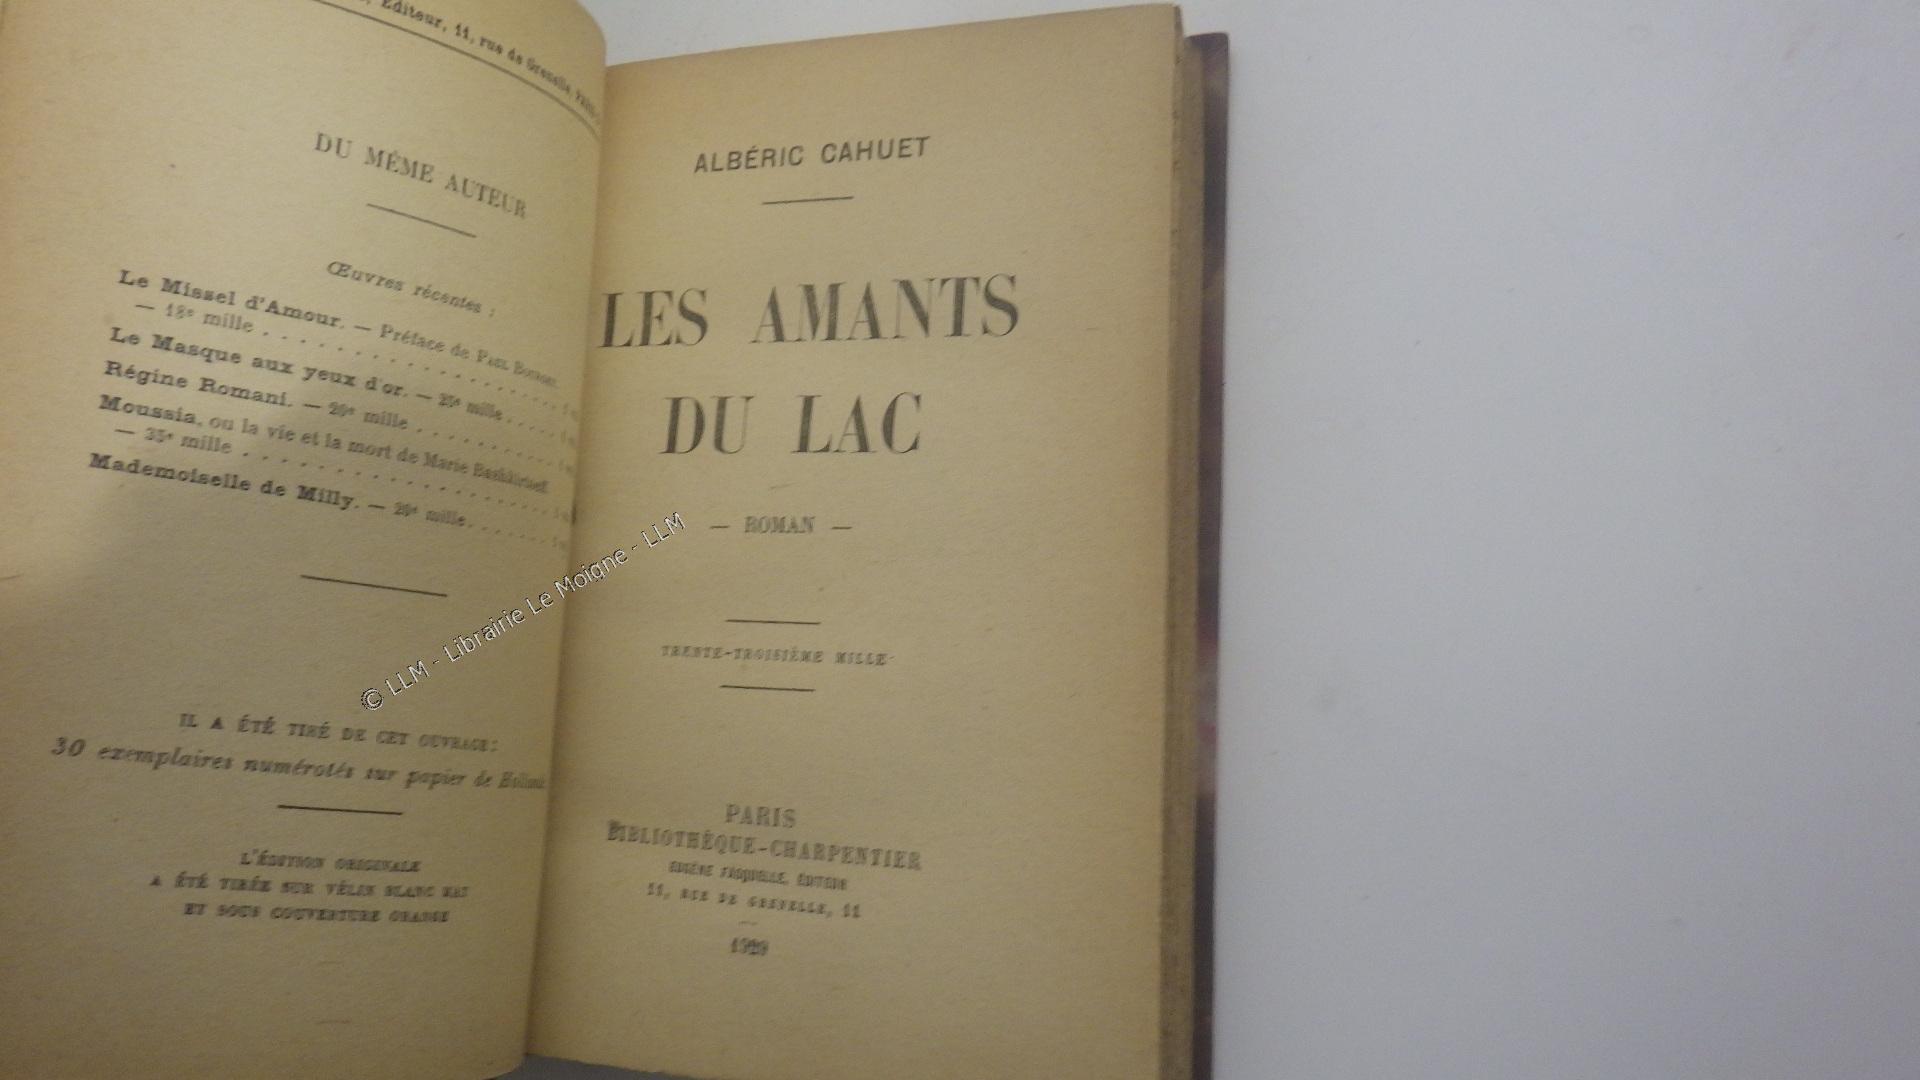 Éditeur, 11, rue de Grenelle,
DU MÊME AUTEUR
Œuvres récentes :
Le Missel d'Amour. — Préface de Paul Bourget.
— 18e mille
Le Masque aux yeux d'or. — 25e mille
Régine Romani. — 20e mille
Moussia, ou la vie et la mort de Marie Bashkirtseff.
— 35e mille
Mademoiselle de Milly. — 20e mille
IL A ÉTÉ TIRÉ DE CET OUVRAGE:
30 exemplaires numérotés sur papier de Hollande
L'ÉDITION ORIGINALE
A ÉTÉ TIRÉE SUR VÉLIN BLANC
ET SOUS COUVERTURE ORANGE
ALBÉRIC CAHUET
LES AMANTS
DU LAC
— ROMAN —
TRENTE-TROISIÈME MILLE
PARIS
BIBLIOTHÈQUE-CHARPENTIER
EUGÈNE FASQUELLE, ÉDITEUR
11, RUE DE GRENELLE, 11
© LLM - Librairie Le Moigne - LLM